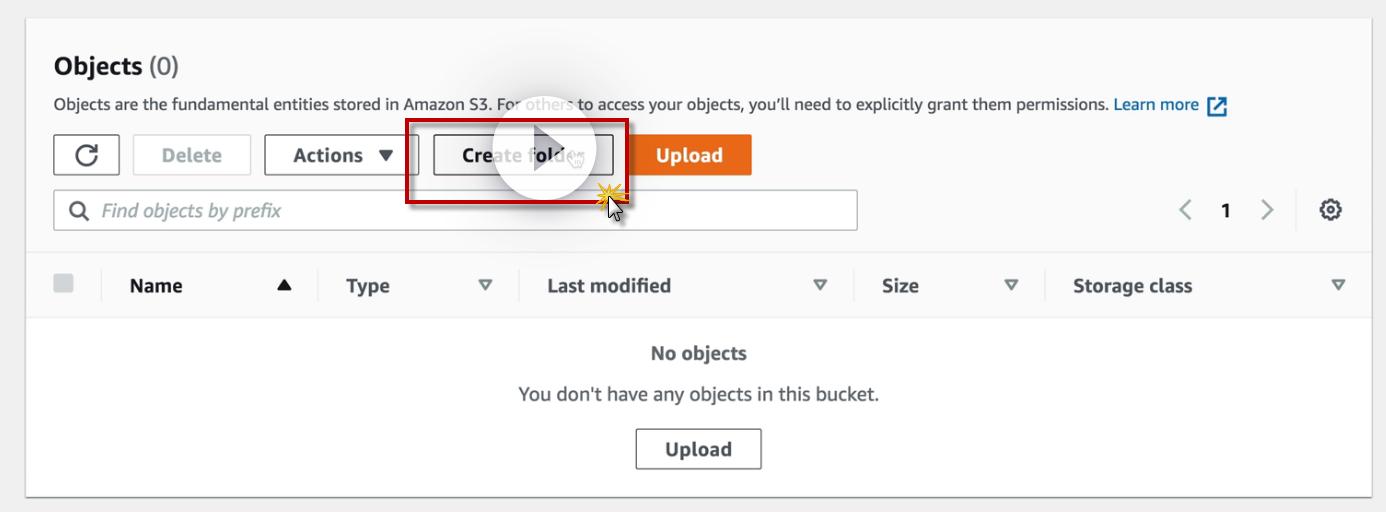 Objects (0)
Objects are the fundamental entities stored in Amazon S3. For others to access your objects, you'll need to explicitly grant them permissions. Learn more
Delete Actions Create folder Upload
Find objects by prefix 1
Name Type Last modified Size Storage class
No objects
You don't have any objects in this bucket.
Upload